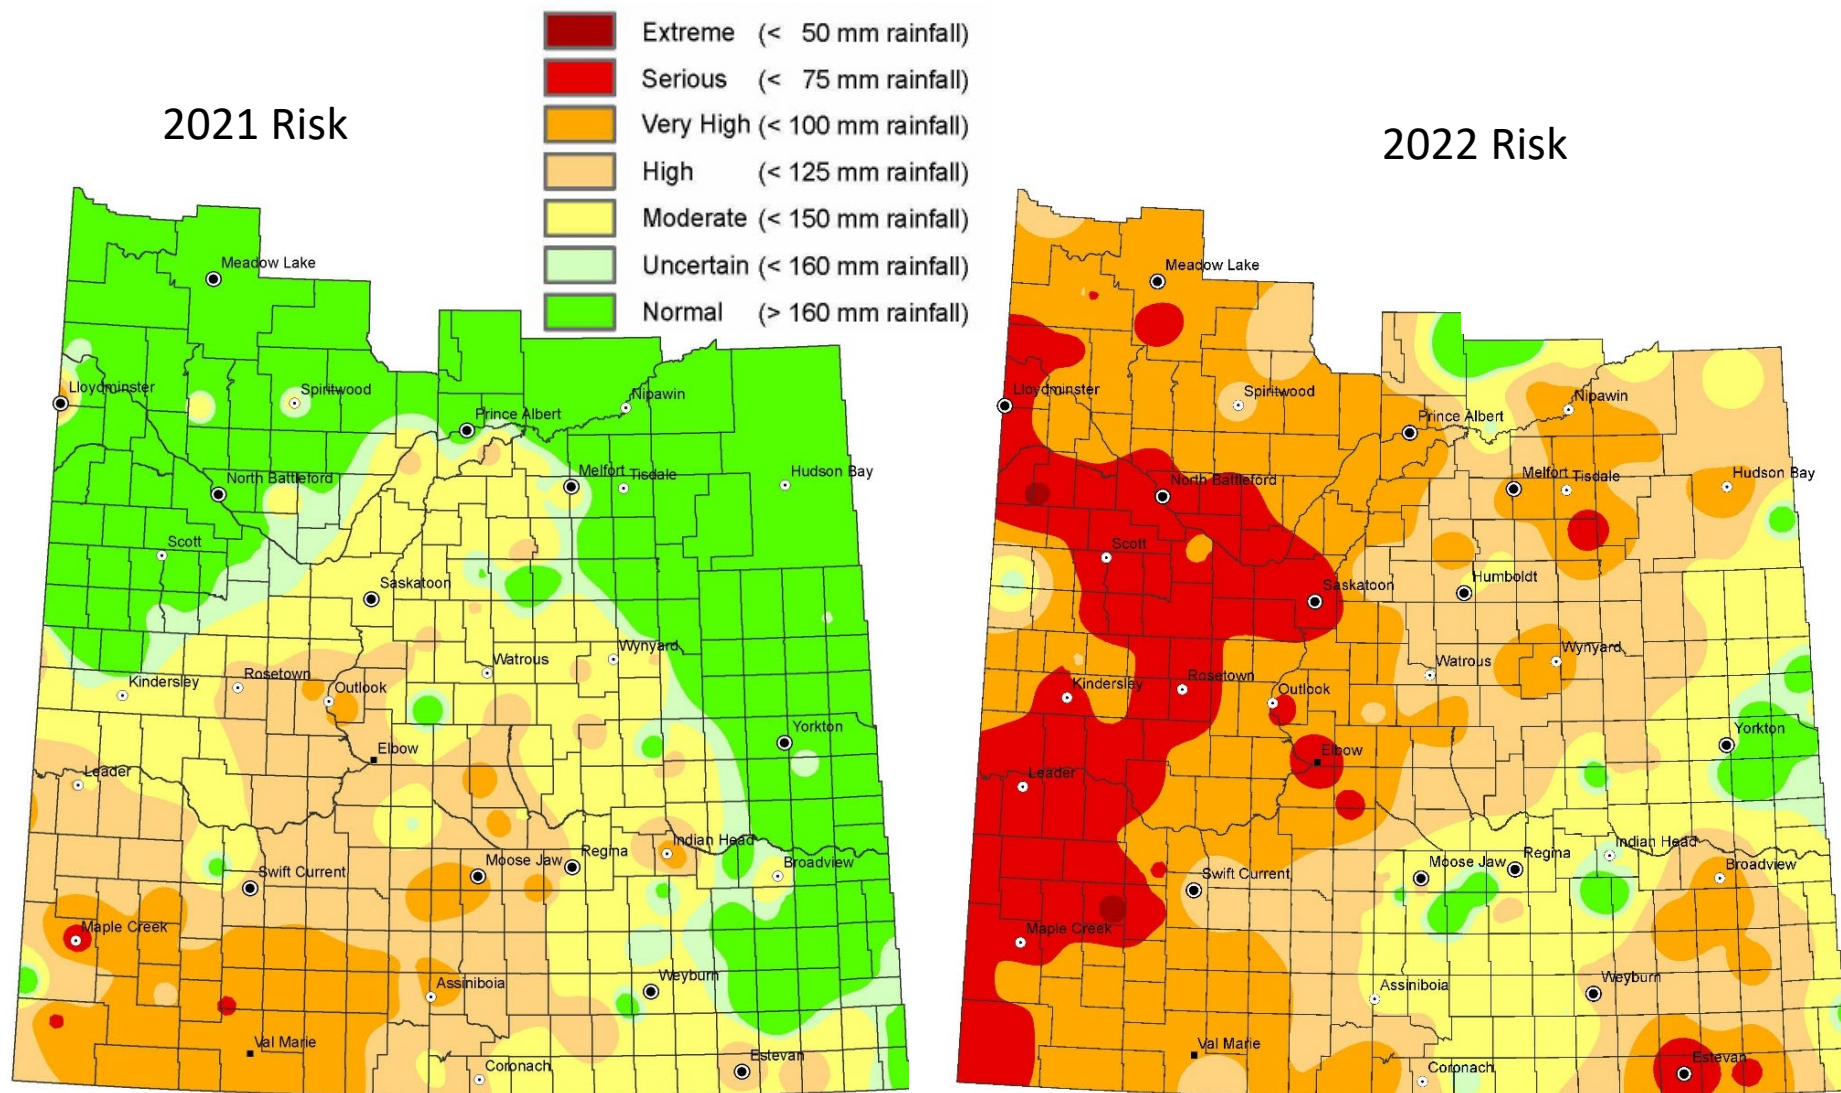 Extreme (< 50 mm rainfall)
Serious (< 75 mm rainfall)
Very High (< 100 mm rainfall)
High (< 125 mm rainfall)
Moderate (< 150 mm rainfall)
Uncertain (< 160 mm rainfall)
Normal (> 160 mm rainfall)
2021 Risk
Meadow Lake
Lloydminster
Spiritwood
Nipawin
Prince Albert
North Battleford
Melfort
Tisdale
Hudson Bay
Scott
Saskatoon
Wynyard
Watrous
Kindersley
Rosetown
Outlook
Yorkton
Elbow
Leader
Indian Head
Moose Jaw
Regina
Broadview
Swift Current
Maple Creek
Assiniboia
Weyburn
Val Marie
Coronach
Estevan
2022 Risk
Meadow Lake
Lloydminster
Spiritwood
Nipawin
Prince Albert
North Battleford
Melfort
Tisdale
Hudson Bay
Scott
Saskatoon
Humboldt
Wynyard
Watrous
Kindersley
Rosetown
Outlook
Yorkton
Elbow
Leader
Indian Head
Moose Jaw
Regina
Broadview
Swift Current
Maple Creek
Assiniboia
Weyburn
Val Marie
Coronach
Estevan